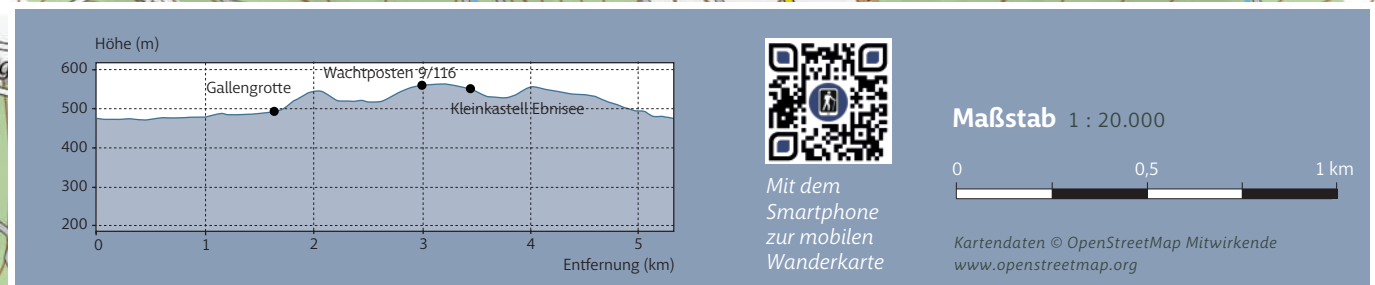 Höhe (m)
600
500
400
300
200
Gallengrotte
Wachtposten 9/116
Kleinkastell Ebnisee
0 1 2 3 4 5
Entfernung (km)
Mit dem
Smartphone
zur mobilen
Wanderkarte
Maßstab 1 : 20.000
0 0,5 1 km
Kartendaten © OpenStreetMap Mitwirkende
www.openstreetmap.org